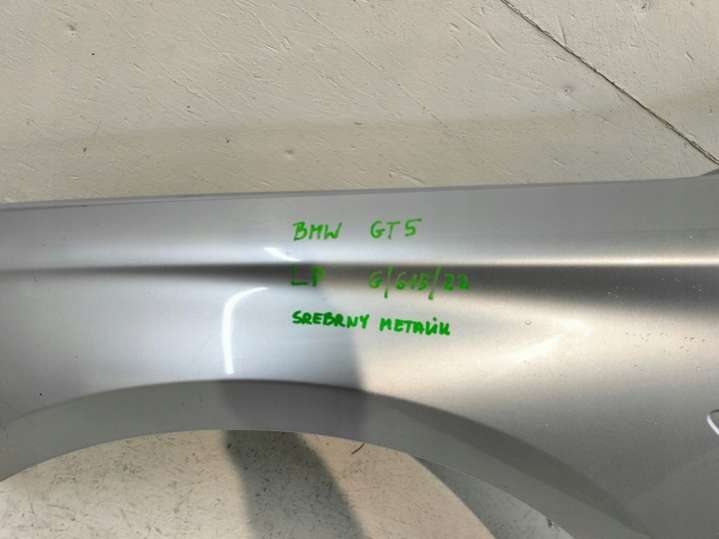 BMW GT5
LP G/615/22
SREBRNY METALIK